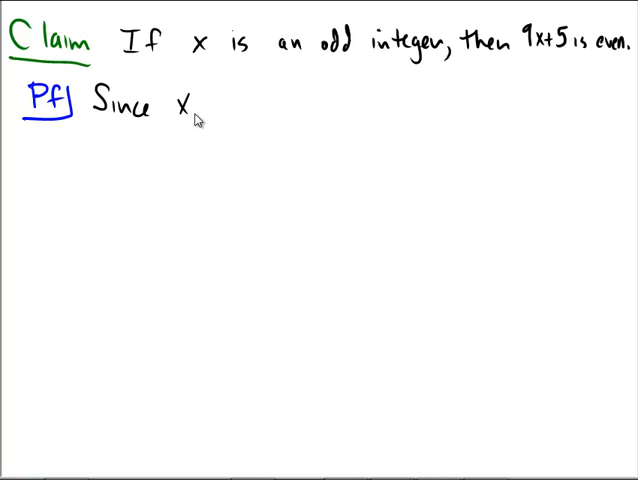 Claim If x is an odd integer, then 9x+5 is even.
Pf Since x